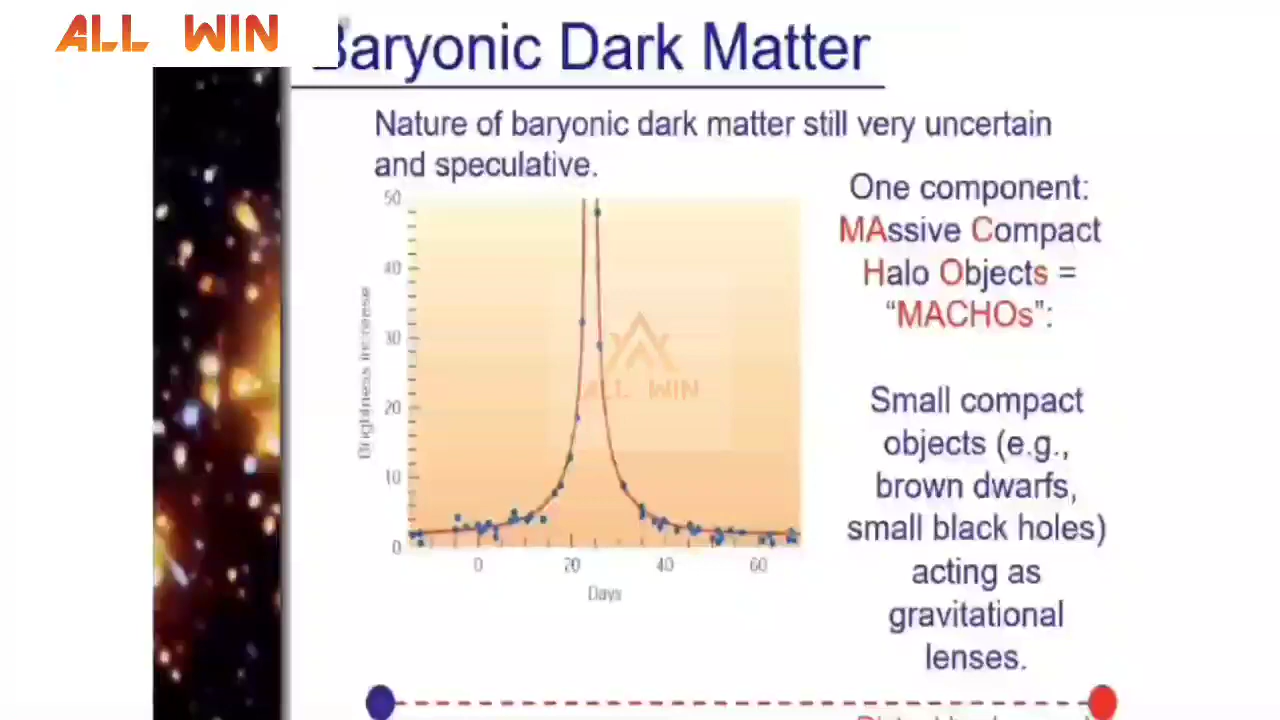 ALL WIN
Baryonic Dark Matter
Nature of baryonic dark matter still very uncertain
and speculative.
One component:
MAssive Compact
Halo Objects =
“MACHOs”:
Small compact
objects (e.g.,
brown dwarfs,
small black holes)
acting as
gravitational
lenses.
50
40
30
20
10
0
Brightness increase
0 20 40 60
Days
ALL WIN